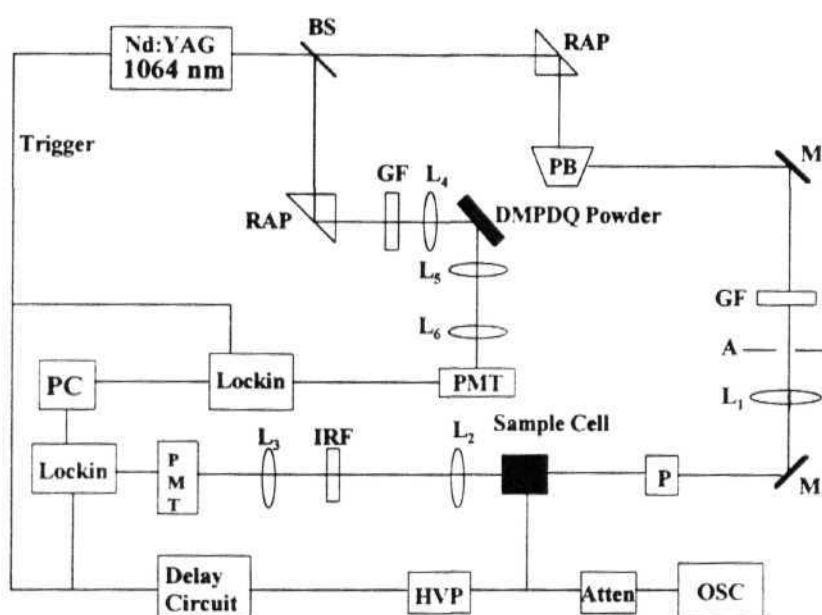 BS
Nd:YAG
1064 nm
RAP
Trigger
PB
M
GF
L4
DMPDQ Powder
RAP
L5
GF
L6
A
PC
Lockin
PMT
L1
Sample Cell
L3
IRF
L2
Lockin
P
M
T
P
M
Delay
Circuit
HVP
Atten
OSC